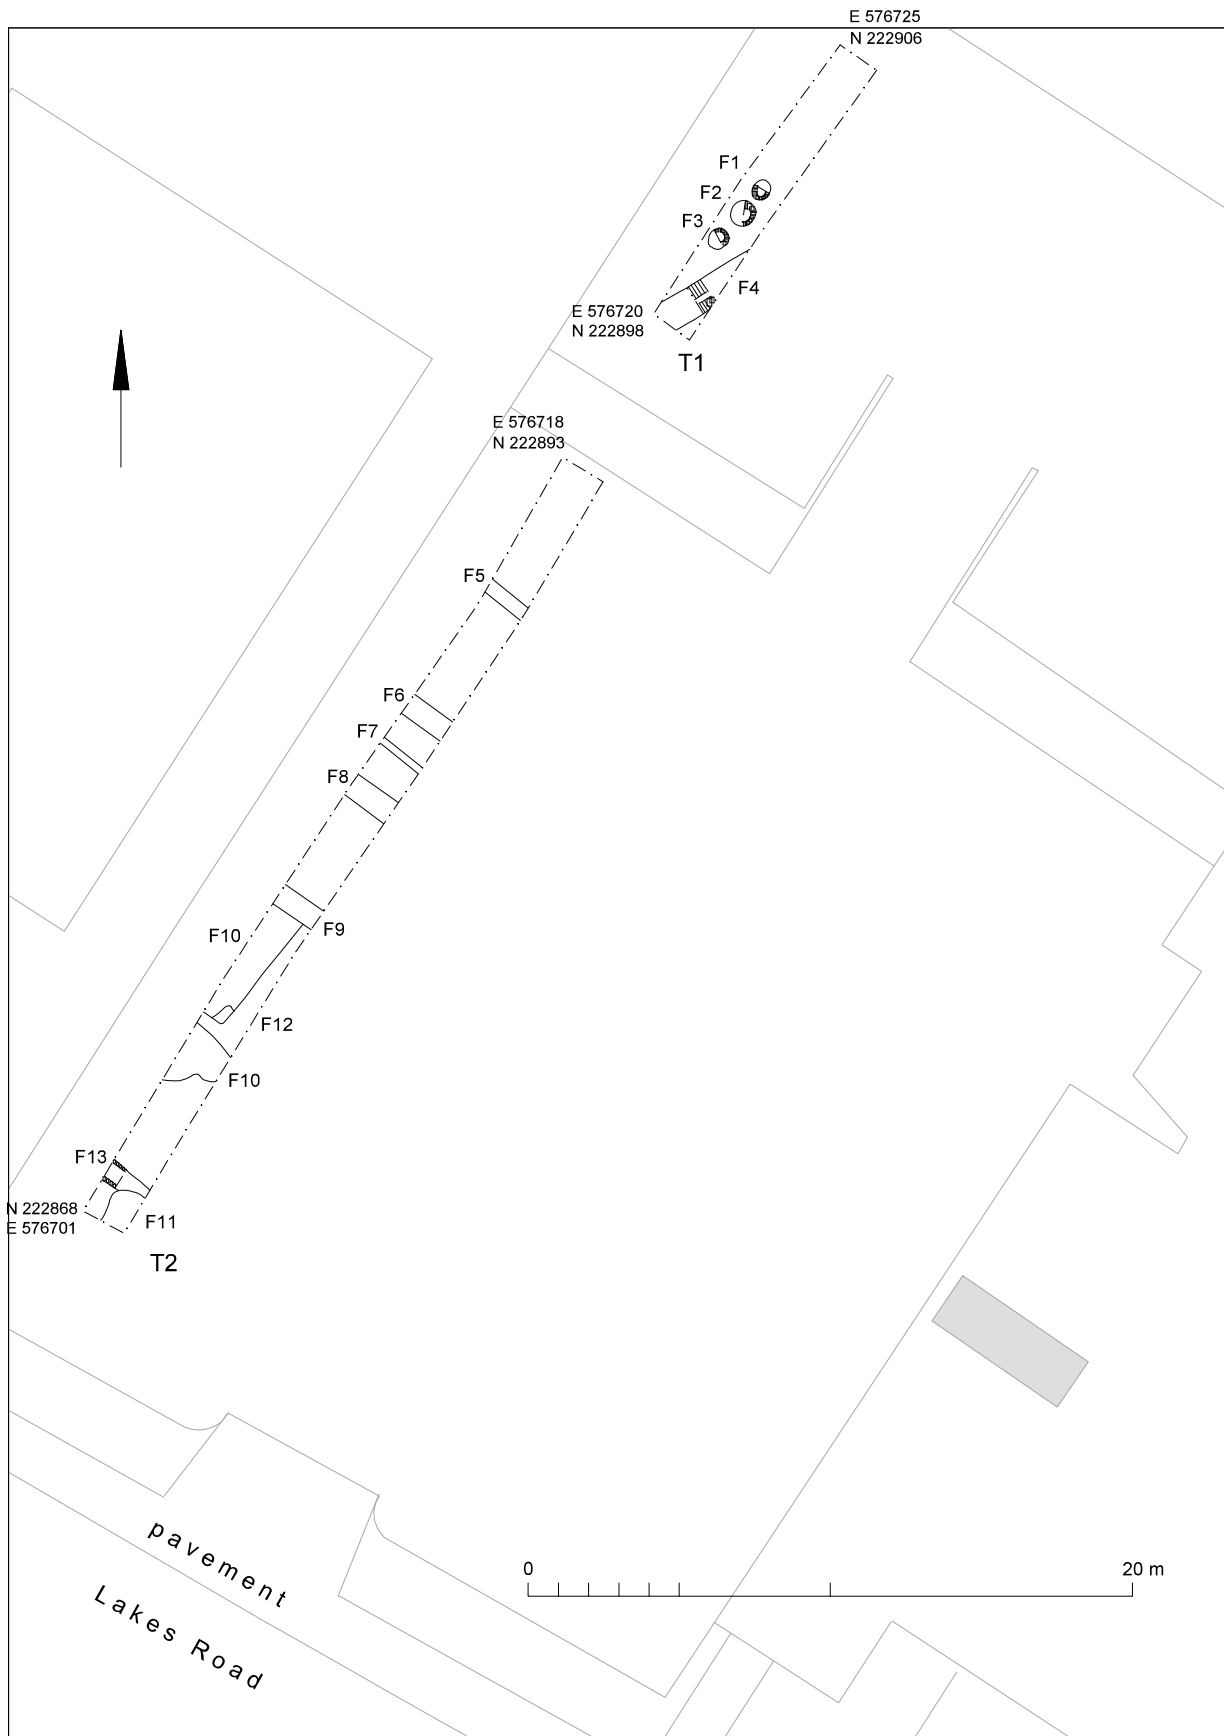 E 576725
N 222906
F1
F2
F3
F4
E 576720
N 222898
T1
E 576718
N 222893
F5
F6
F7
F8
F9
F10
F12
F10
F13
N 222868
E 576701
F11
T2
pavement
Lakes Road
0
20 m